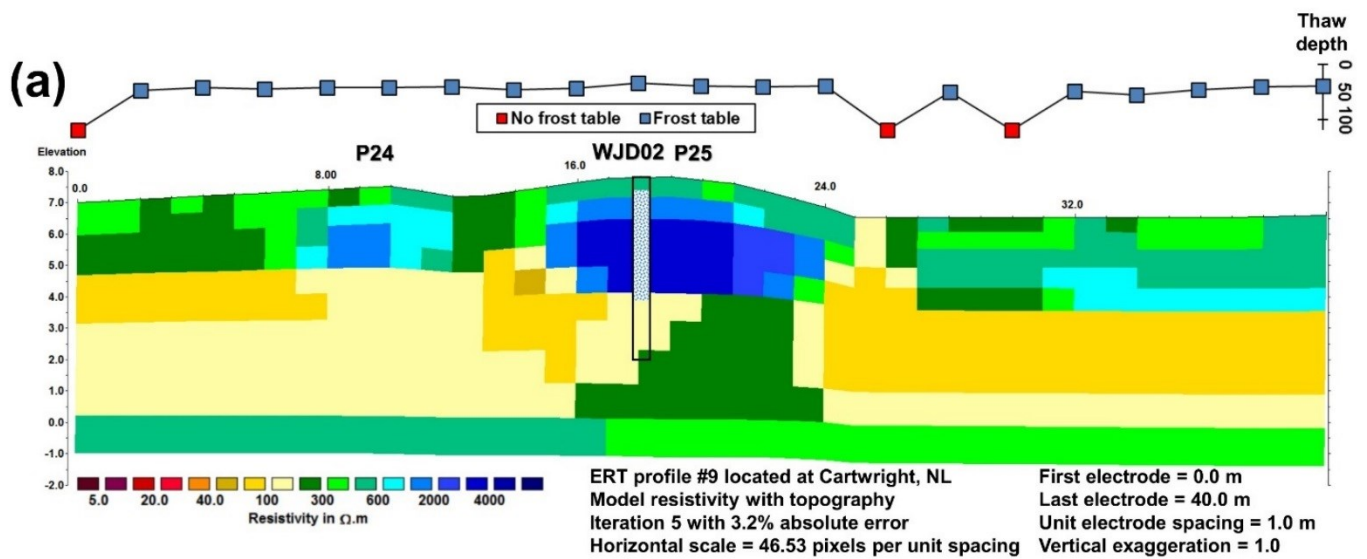 Thaw
depth
(a)
0
50
100
No frost table
Frost table
Elevation
P24
WJD02 P25
8.0
7.0
6.0
5.0
4.0
3.0
2.0
1.0
0.0
-1.0
-2.0
0.0
8.00
16.0
24.0
32.0
5.0 20.0 40.0 100 300 600 2000 4000
Resistivity in Ω.m
ERT profile #9 located at Cartwright, NL
Model resistivity with topography
Iteration 5 with 3.2% absolute error
Horizontal scale = 46.53 pixels per unit spacing
First electrode = 0.0 m
Last electrode = 40.0 m
Unit electrode spacing = 1.0 m
Vertical exaggeration = 1.0